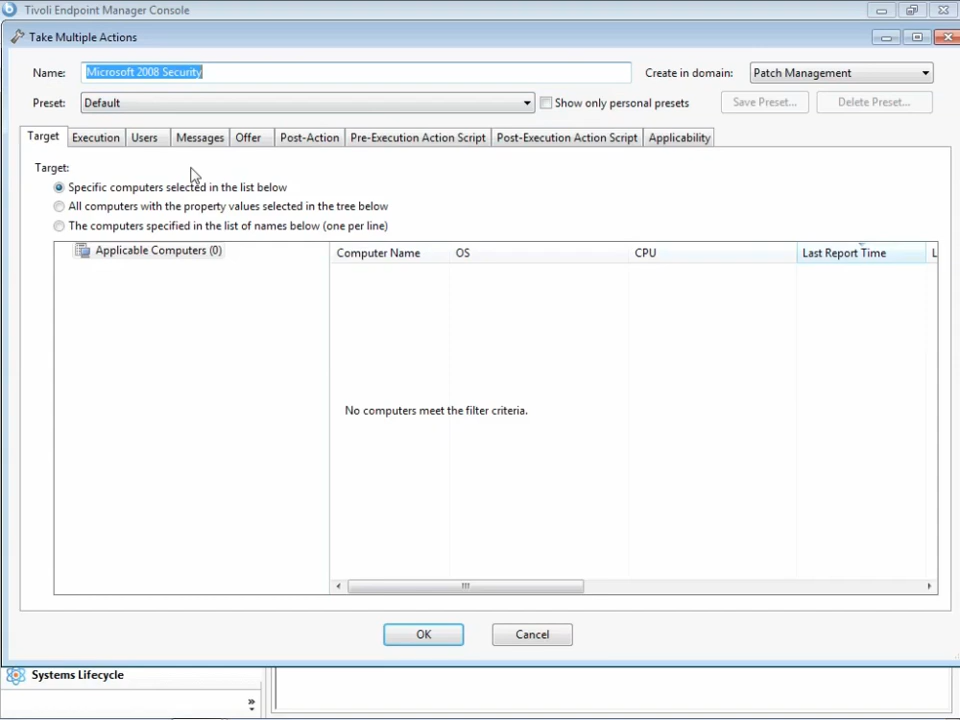 Tivoli Endpoint Manager Console
Take Multiple Actions
Name: Microsoft 2008 Security Create in domain: Patch Management
Preset: Default Show only personal presets Save Preset... Delete Preset...
Target Execution Users Messages Offer Post-Action Pre-Execution Action Script Post-Execution Action Script Applicability
Target:
Specific computers selected in the list below
All computers with the property values selected in the tree below
The computers specified in the list of names below (one per line)
Applicable Computers (0) Computer Name OS CPU Last Report Time L
No computers meet the filter criteria.
OK Cancel
Systems Lifecycle